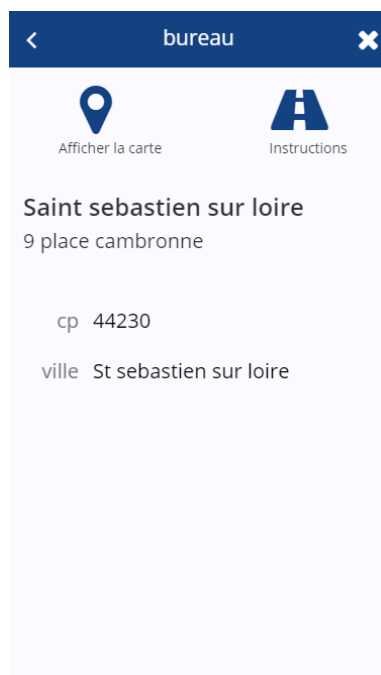 bureau
Afficher la carte
Instructions
Saint sebastien sur loire
9 place cambronne
cp 44230
ville St sebastien sur loire